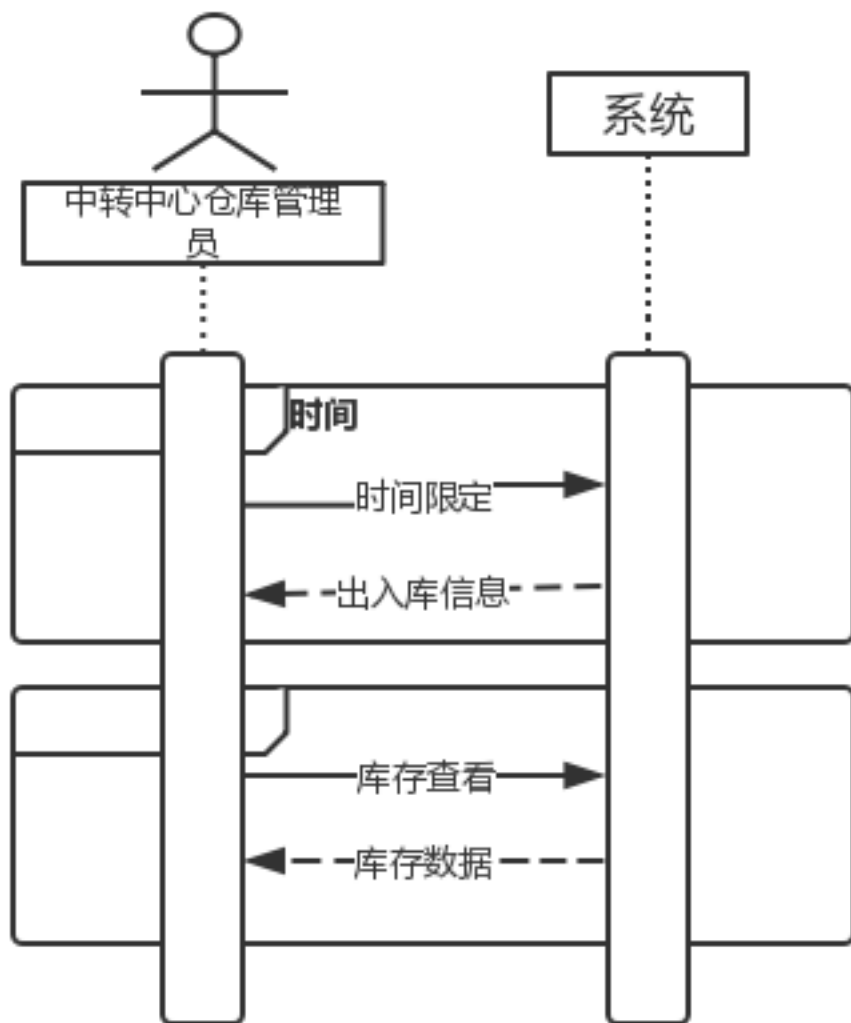 系统
中转中心仓库管理
员
时间
时间限定
出入库信息
库存查看
库存数据